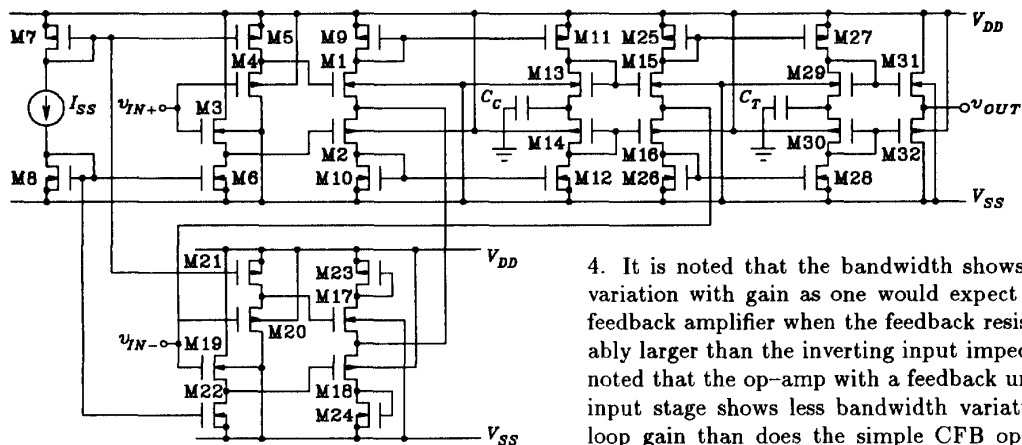 V_DD
M7
M5
M9
M11
M25
M27
M4
M1
M13
M15
M29
M31
I_SS
v_IN+
M3
C_C
C_T
v_OUT
M2
M14
M16
M30
M32
M8
M6
M10
M12
M26
M28
V_SS
V_DD
M21
M23
M17
M20
v_IN−
M19
M22
M18
M24
V_SS
4. It is noted that the bandwidth shows
variation with gain as one would expect
feedback amplifier when the feedback resis
ably larger than the inverting input imped
noted that the op–amp with a feedback un
input stage shows less bandwidth variat
loop gain than does the simple CFB op